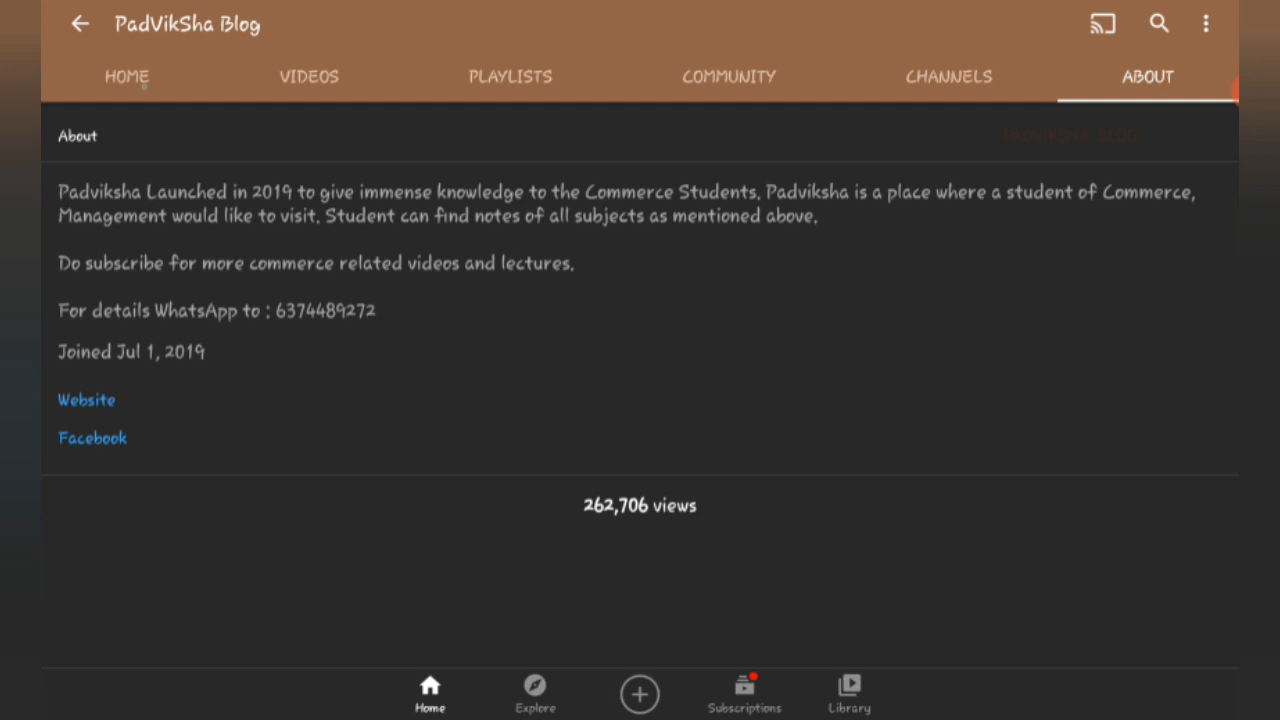 PadVikSha Blog
HOME VIDEOS PLAYLISTS COMMUNITY CHANNELS ABOUT
About
PADVIKSHA BLOG
Padviksha Launched in 2019 to give immense knowledge to the Commerce Students. Padviksha is a place where a student of Commerce,
Management would like to visit. Student can find notes of all subjects as mentioned above.
Do subscribe for more commerce related videos and lectures.
For details WhatsApp to : 6374489272
Joined Jul 1, 2019
Website
Facebook
262,706 views
Home Explore Subscriptions Library